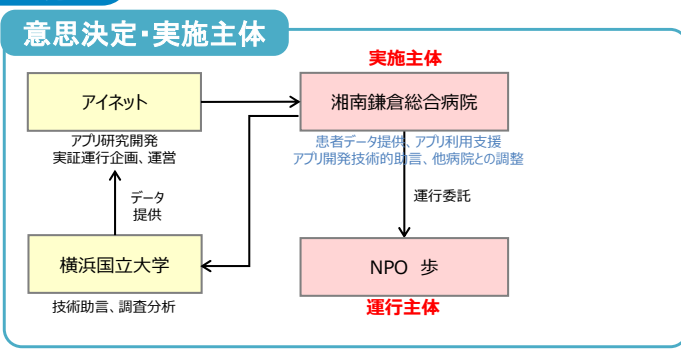 意思決定・実施主体
実施主体
アイネット
湘南鎌倉総合病院
アプリ研究開発
実証運行企画、運営
患者データ提供、アプリ利用支援
アプリ開発技術的助言、他病院との調整
データ
提供
運行委託
横浜国立大学
NPO 歩
技術助言、調査分析
運行主体